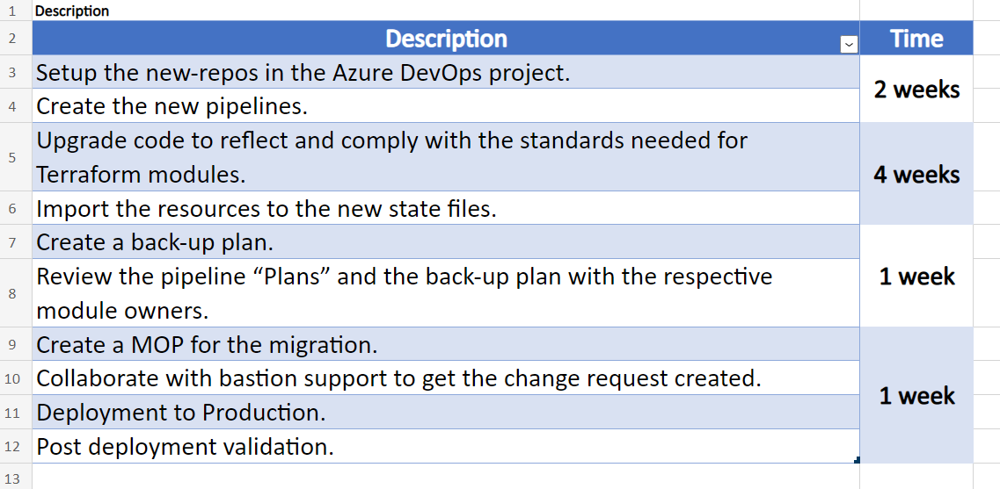 1 Description
2 Description Time
3 Setup the new-repos in the Azure DevOps project.
2 weeks
4 Create the new pipelines.
5 Upgrade code to reflect and comply with the standards needed for
Terraform modules.
4 weeks
6 Import the resources to the new state files.
7 Create a back-up plan.
8 Review the pipeline “Plans” and the back-up plan with the respective
module owners.
1 week
9 Create a MOP for the migration.
10 Collaborate with bastion support to get the change request created.
1 week
11 Deployment to Production.
12 Post deployment validation.
13